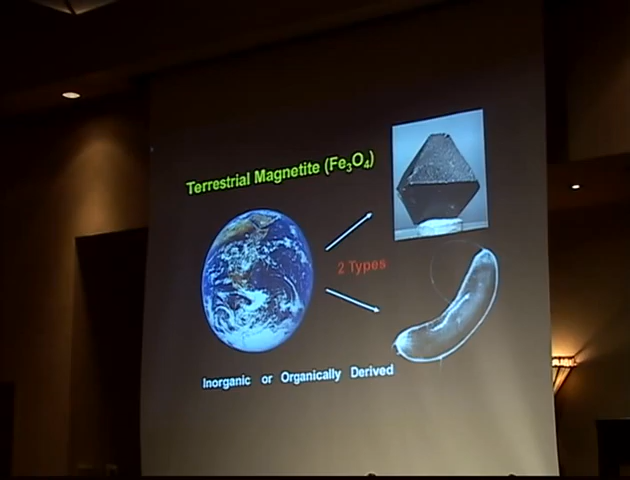 Terrestrial Magnetite (Fe₃O₄)
2 Types
Inorganic or Organically Derived